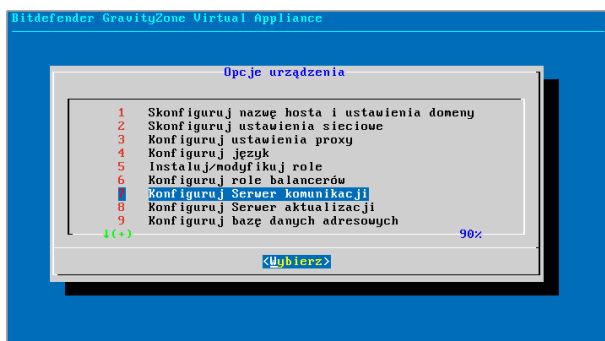 Bitdefender GravityZone Virtual Appliance
Opcje urządzenia
1 Skonfiguruj nazwę hosta i ustawienia domeny
2 Skonfiguruj ustawienia sieciowe
3 Konfiguruj ustawienia proxy
4 Konfiguruj język
5 Instaluj/modyfikuj role
6 Konfiguruj role balancerów
7 Konfiguruj Serwer komunikacji
8 Konfiguruj Serwer aktualizacji
9 Konfiguruj bazę danych adresowych
↓(+) 90%
<Wybierz>